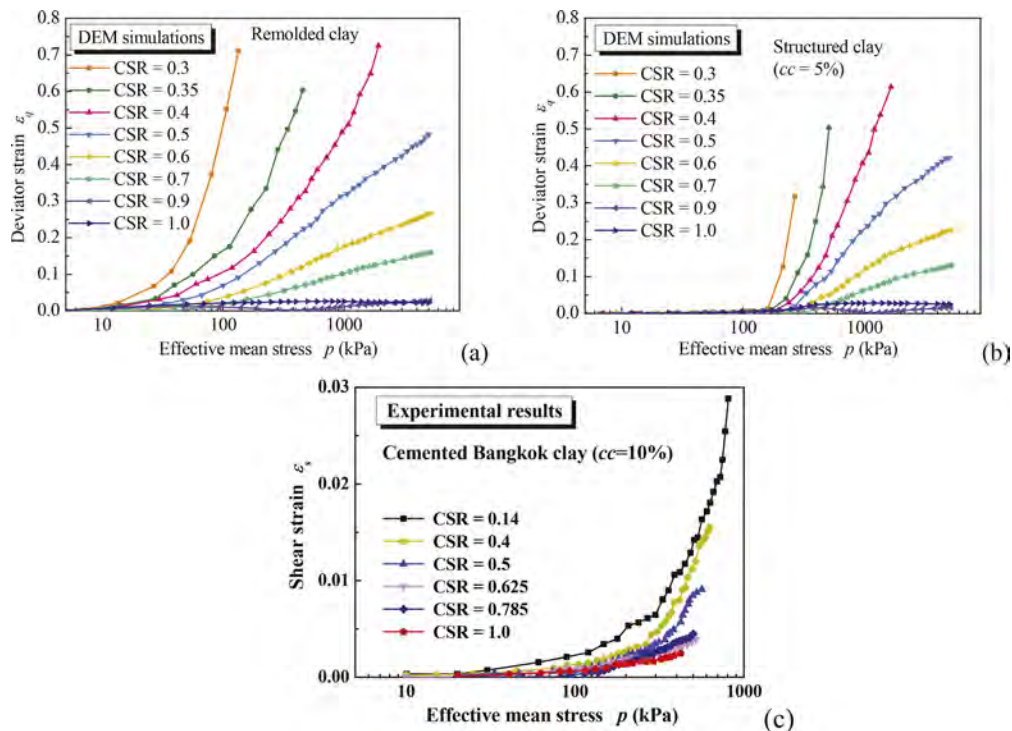 0.8
0.7
0.6
0.5
0.4
0.3
0.2
0.1
0.0
Deviator strain ε_q
DEM simulations
Remolded clay
CSR = 0.3
CSR = 0.35
CSR = 0.4
CSR = 0.5
CSR = 0.6
CSR = 0.7
CSR = 0.9
CSR = 1.0
10 100 1000
Effective mean stress p (kPa)
(a)
0.8
0.7
0.6
0.5
0.4
0.3
0.2
0.1
0.0
Deviator strain ε_q
DEM simulations
Structured clay
(cc = 5%)
CSR = 0.3
CSR = 0.35
CSR = 0.4
CSR = 0.5
CSR = 0.6
CSR = 0.7
CSR = 0.9
CSR = 1.0
10 100 1000
Effective mean stress p (kPa)
(b)
0.03
0.02
0.01
0.00
Shear strain ε_s
Experimental results
Cemented Bangkok clay (cc=10%)
CSR = 0.14
CSR = 0.4
CSR = 0.5
CSR = 0.625
CSR = 0.785
CSR = 1.0
10 100 1000
Effective mean stress p (kPa)
(c)